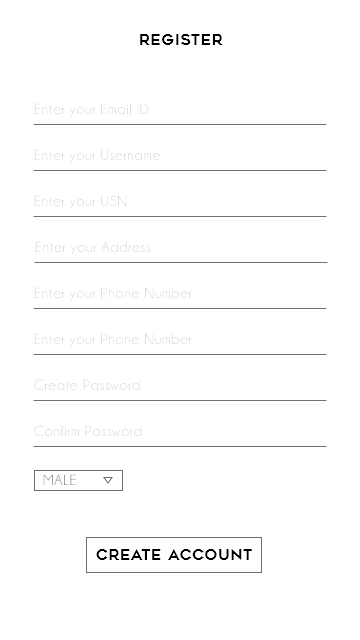 REGISTER
Enter your Email ID
Enter your Username
Enter your USN
Enter your Address
Enter your Phone Number
Enter your Phone Number
Create Password
Confirm Password
MALE
CREATE ACCOUNT